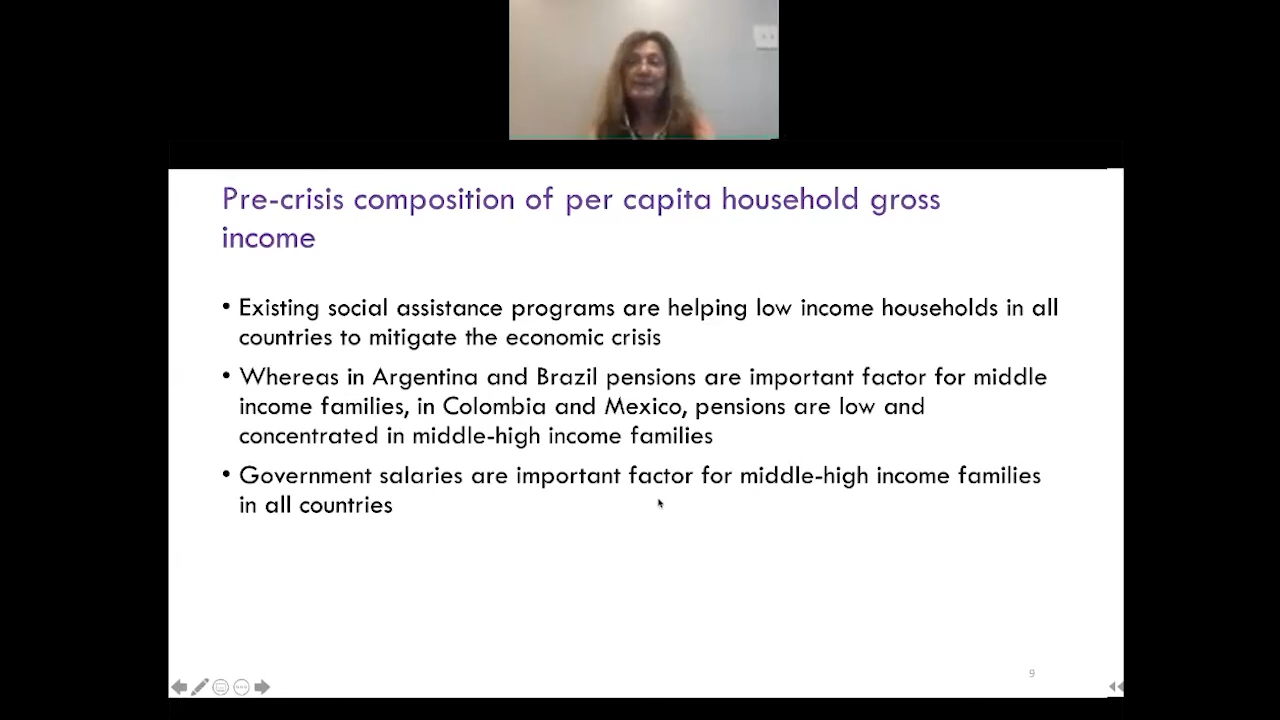 Pre-crisis composition of per capita household gross
income
• Existing social assistance programs are helping low income households in all
countries to mitigate the economic crisis
• Whereas in Argentina and Brazil pensions are important factor for middle
income families, in Colombia and Mexico, pensions are low and
concentrated in middle-high income families
• Government salaries are important factor for middle-high income families
in all countries
9